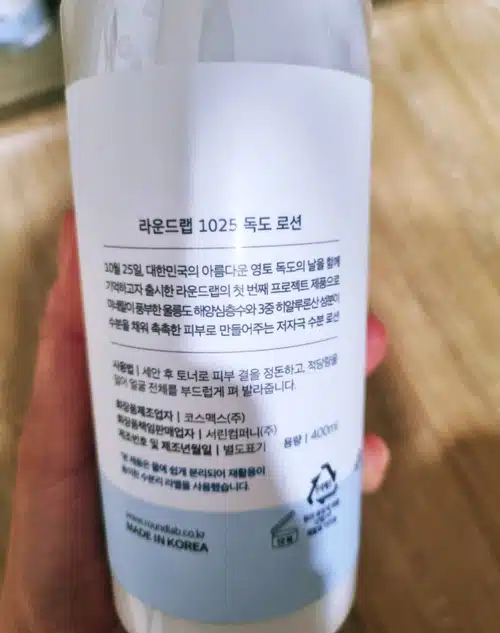 라운드랩 1025 독도 로션
10월 25일, 대한민국의 아름다운 영토 독도의 날을 함께
기억하고자 출시한 라운드랩의 첫 번째 프로젝트 제품으로
미네랄이 풍부한 울릉도 해양심층수와 3중 히알루론산 성분이
수분을 채워 촉촉한 피부로 만들어주는 저자극 수분 로션
사용법 | 세안 후 토너로 피부 결을 정돈하고, 적당량을
덜어 얼굴 전체를 부드럽게 펴 발라줍니다.
화장품제조업자 | 코스맥스(주)
화장품책임판매업자 | 서린컴퍼니(주)
제조번호 및 제조년월일 | 별도표기 용량 | 400ml
*본 제품은 물에 쉽게 분리되어 재활용이
용이한 수분리 라벨을 사용했습니다.
www.roundlab.co.kr
MADE IN KOREA